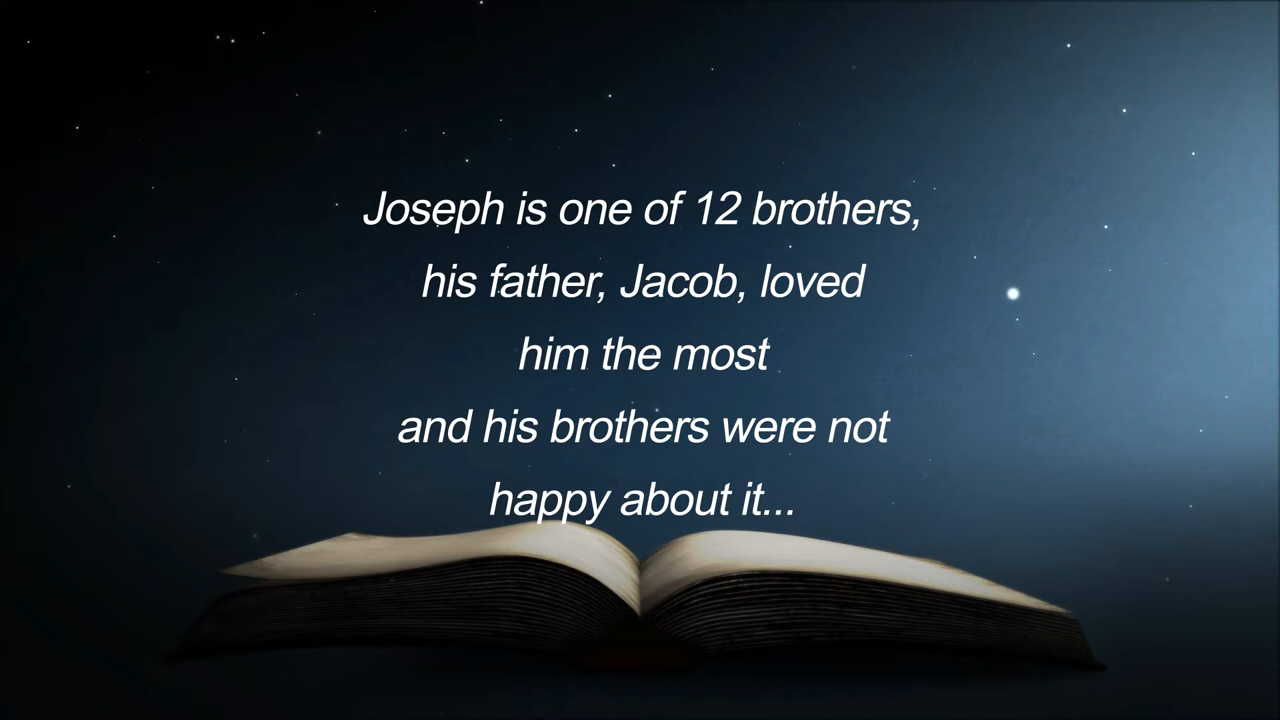 Joseph is one of 12 brothers,
his father, Jacob, loved
him the most
and his brothers were not
happy about it...